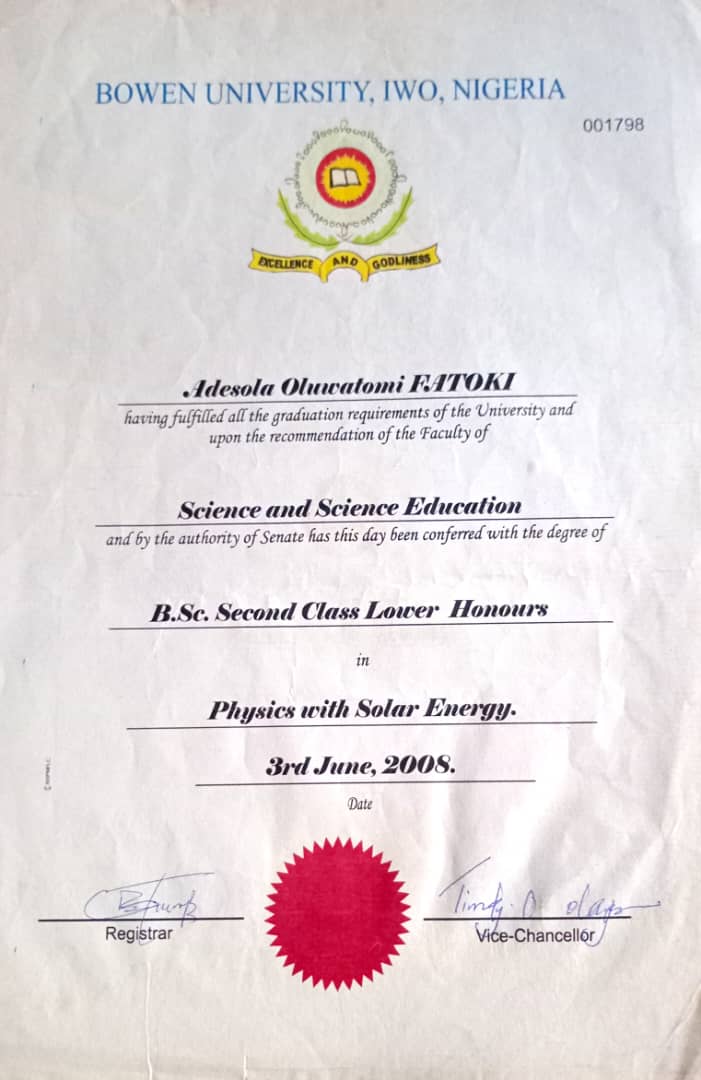 BOWEN UNIVERSITY, IWO, NIGERIA
001798
EXCELLENCE AND GODLINESS
Adesola Oluwatomi FATOKI
having fulfilled all the graduation requirements of the University and
upon the recommendation of the Faculty of
Science and Science Education
and by the authority of Senate has this day been conferred with the degree of
B.Sc. Second Class Lower Honours
in
Physics with Solar Energy.
3rd June, 2008.
Date
Registrar
Vice-Chancellor